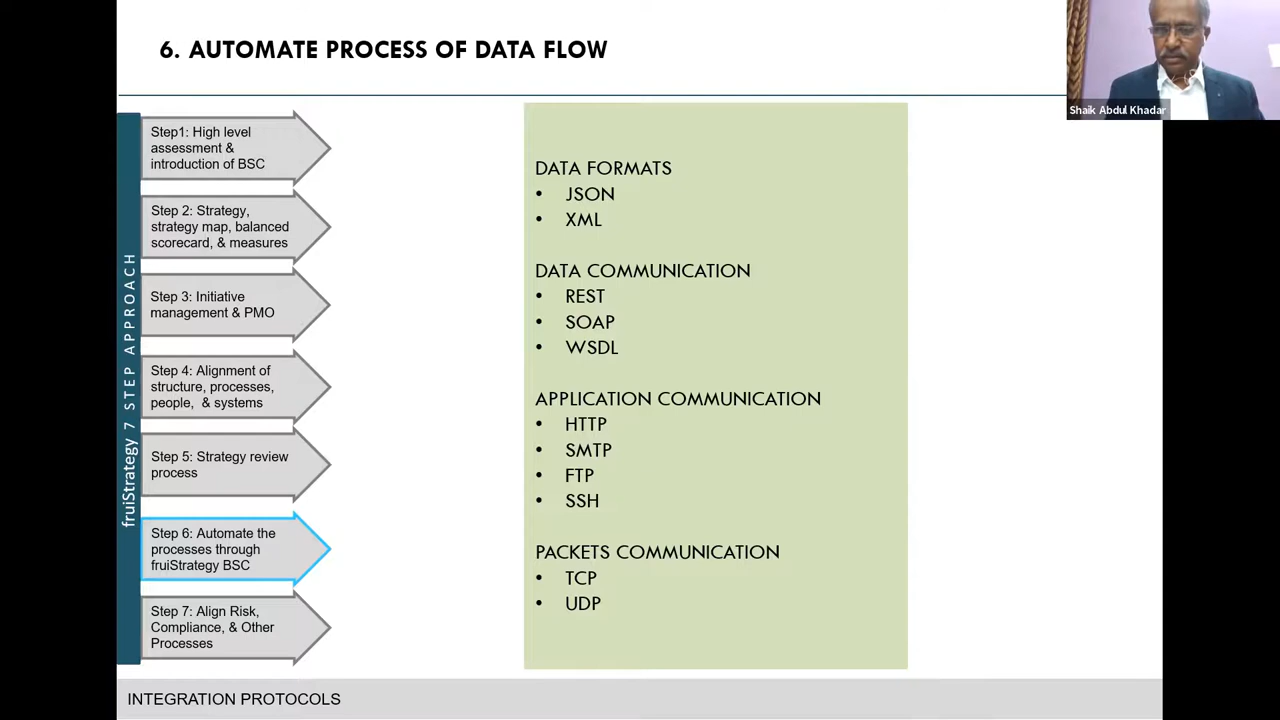 6. AUTOMATE PROCESS OF DATA FLOW
Shaik Abdul Khadar
fruiStrategy 7 STEP APPROACH
Step1: High level
assessment &
introduction of BSC
Step 2: Strategy,
strategy map, balanced
scorecard, & measures
Step 3: Initiative
management & PMO
Step 4: Alignment of
structure, processes,
people, & systems
Step 5: Strategy review
process
Step 6: Automate the
processes through
fruiStrategy BSC
Step 7: Align Risk,
Compliance, & Other
Processes
DATA FORMATS
• JSON
• XML
DATA COMMUNICATION
• REST
• SOAP
• WSDL
APPLICATION COMMUNICATION
• HTTP
• SMTP
• FTP
• SSH
PACKETS COMMUNICATION
• TCP
• UDP
INTEGRATION PROTOCOLS